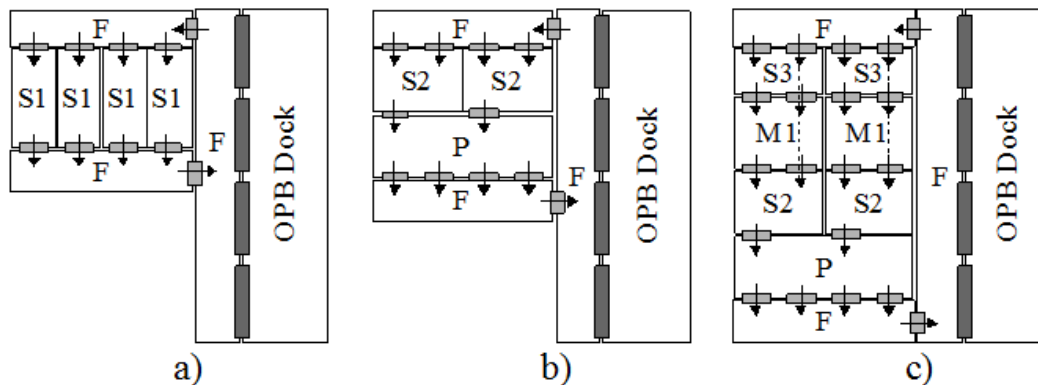 F
S1 S1 S1 S1
F
F
OPB Dock
a)
F
S2 S2
P
F
F
OPB Dock
b)
F
S3 S3
M1 M1
S2 S2
P
F
F
OPB Dock
c)